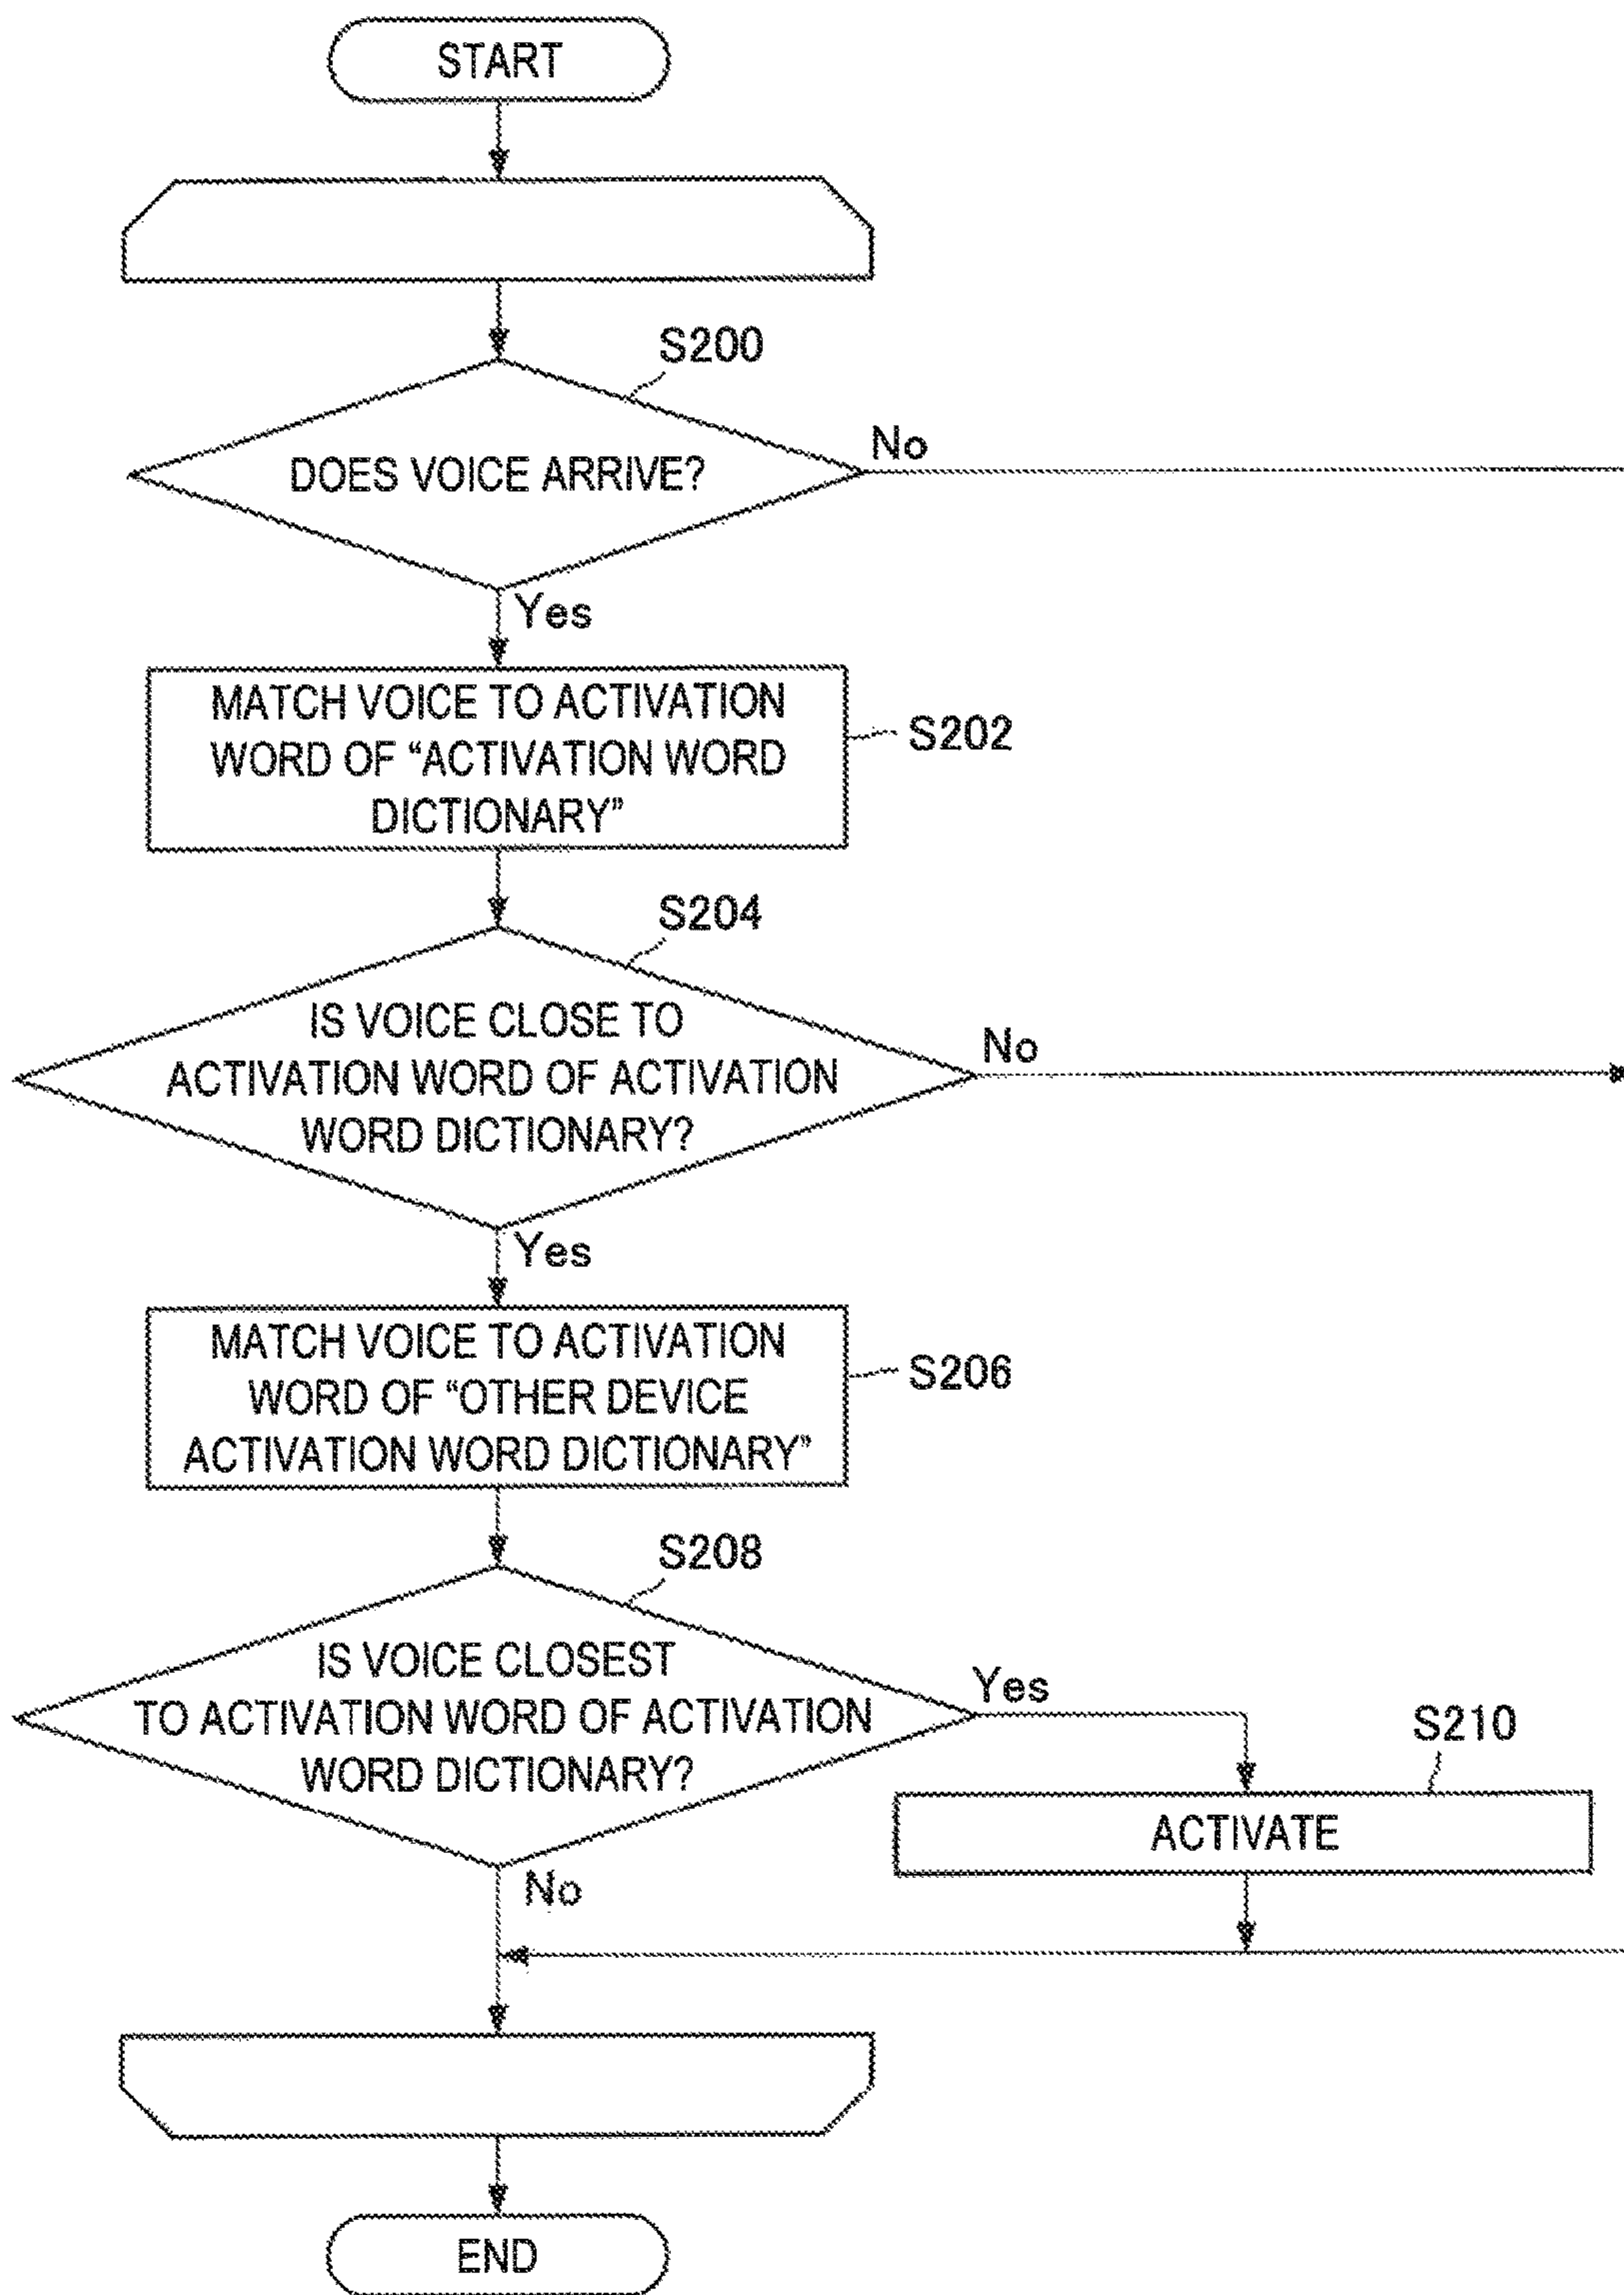 START
S200
DOES VOICE ARRIVE?
No
Yes
MATCH VOICE TO ACTIVATION
WORD OF “ACTIVATION WORD
DICTIONARY”
S202
S204
IS VOICE CLOSE TO
ACTIVATION WORD OF ACTIVATION
WORD DICTIONARY?
No
Yes
MATCH VOICE TO ACTIVATION
WORD OF “OTHER DEVICE
ACTIVATION WORD DICTIONARY”
S206
S208
IS VOICE CLOSEST
TO ACTIVATION WORD OF ACTIVATION
WORD DICTIONARY?
Yes
S210
ACTIVATE
No
END